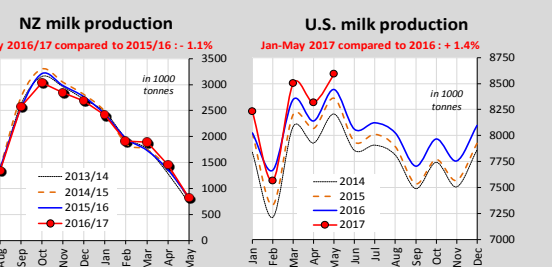 NZ milk production
2016/17 compared to 2015/16 : - 1.1%
in 1000
tonnes
3500
3000
2500
2000
1500
1000
500
0
2013/14
2014/15
2015/16
2016/17
Sep
Oct
Nov
Dec
Jan
Feb
Mar
Apr
May
U.S. milk production
Jan-May 2017 compared to 2016 : + 1.4%
in 1000
tonnes
8750
8500
8250
8000
7750
7500
7250
7000
2014
2015
2016
2017
Jan
Feb
Mar
Apr
May
Jun
Jul
Aug
Sep
Oct
Nov
Dec